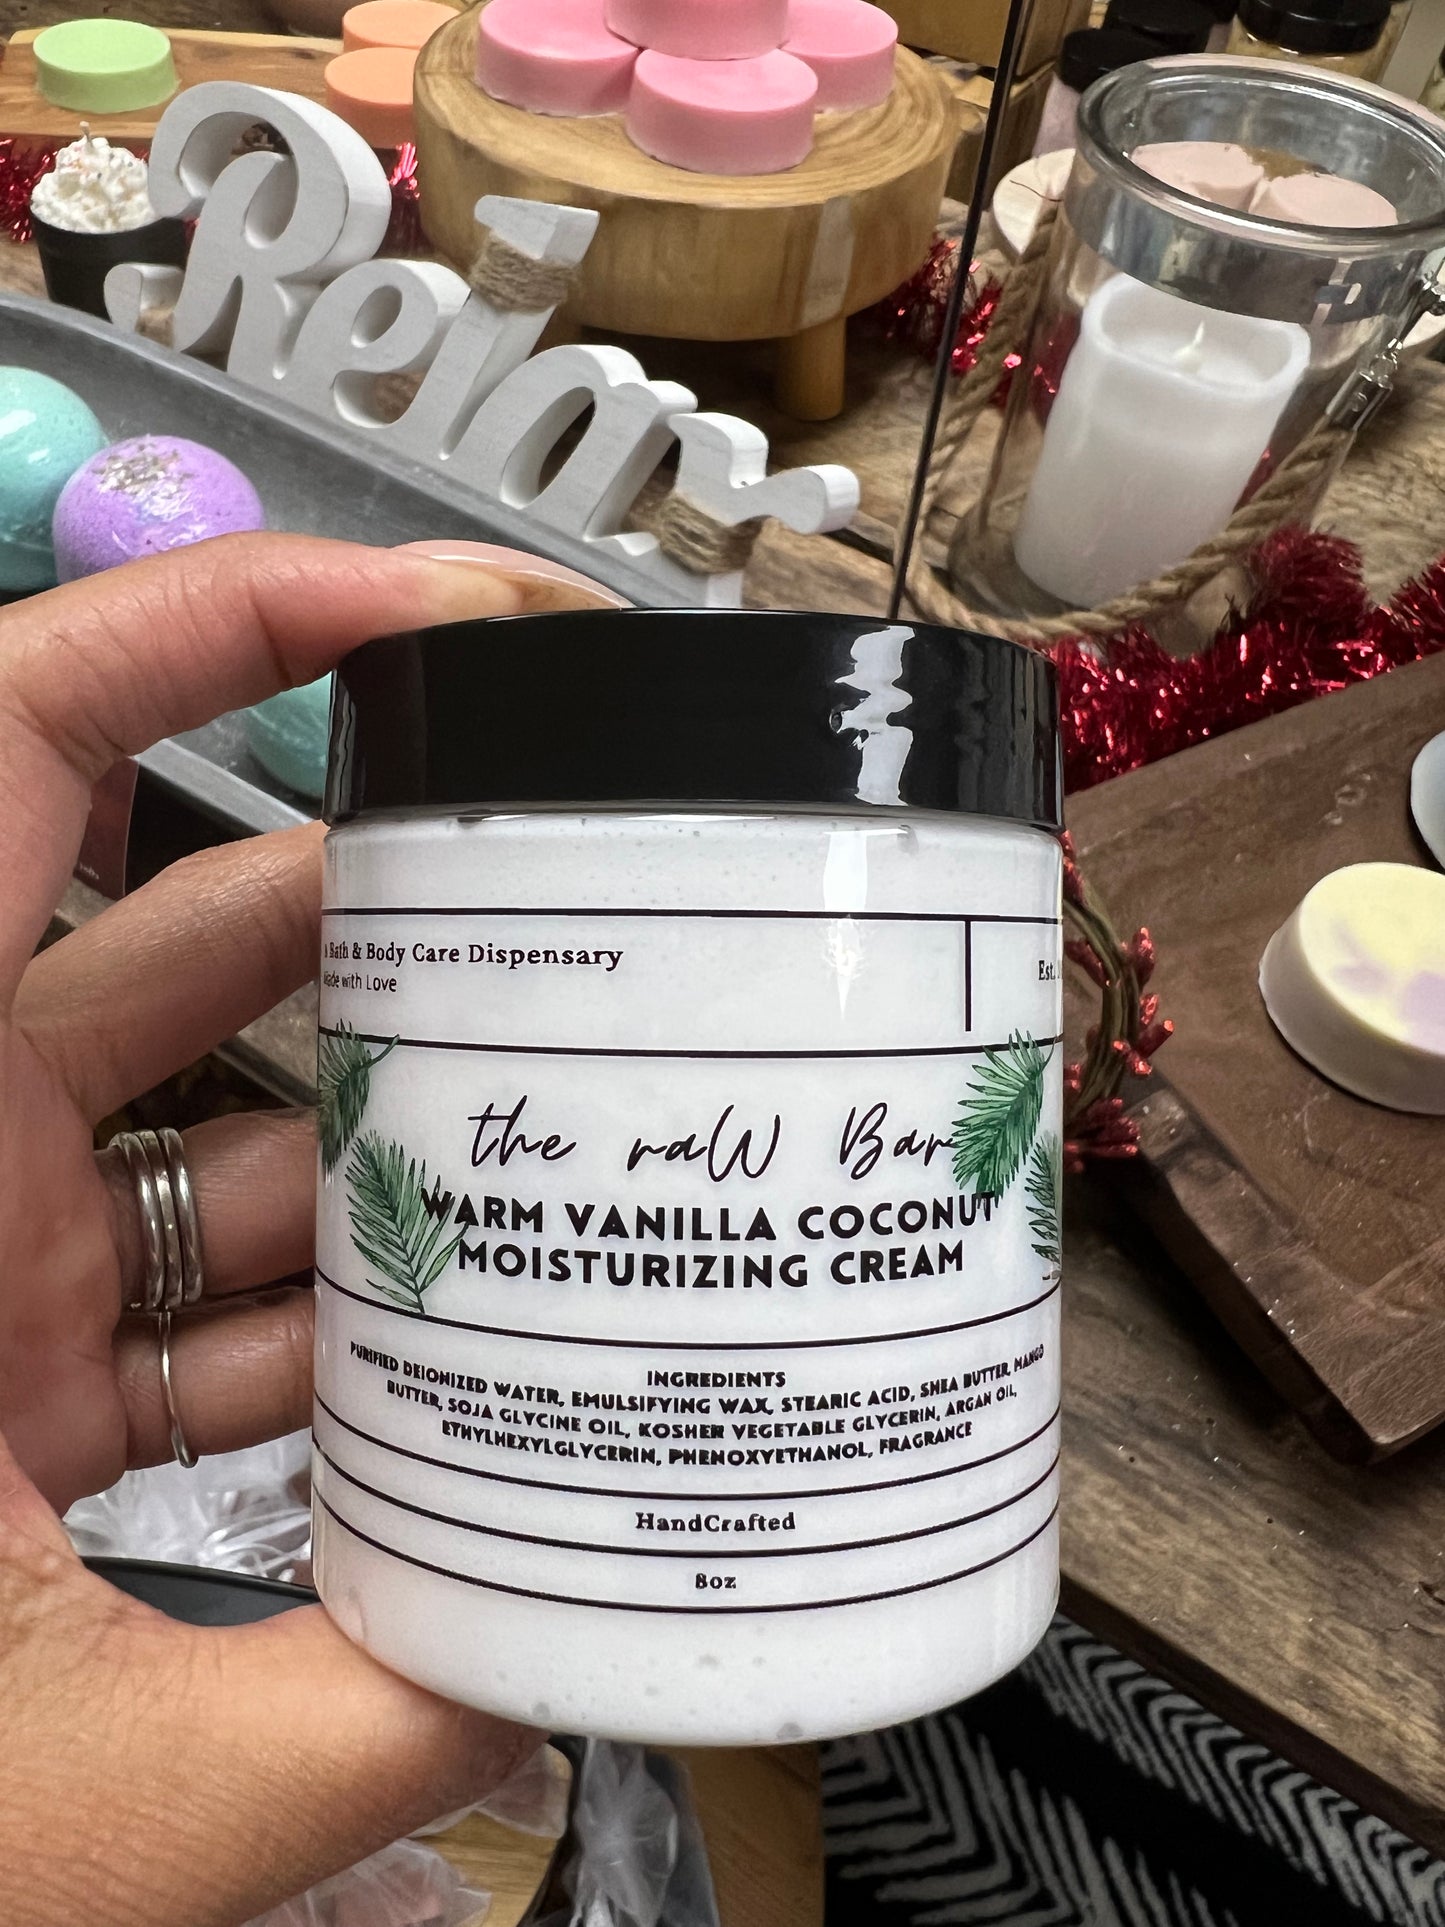 Relax
Bath & Body Care Dispensary
Made with Love
Est.
the raW Bar
WARM VANILLA COCONUT
MOISTURIZING CREAM
INGREDIENTS
PURIFIED DEIONIZED WATER, EMULSIFYING WAX, STEARIC ACID, SHEA BUTTER, MANGO
BUTTER, SOJA GLYCINE OIL, KOSHER VEGETABLE GLYCERIN, ARGAN OIL,
ETHYLHEXYLGLYCERIN, PHENOXYETHANOL, FRAGRANCE
HandCrafted
8oz